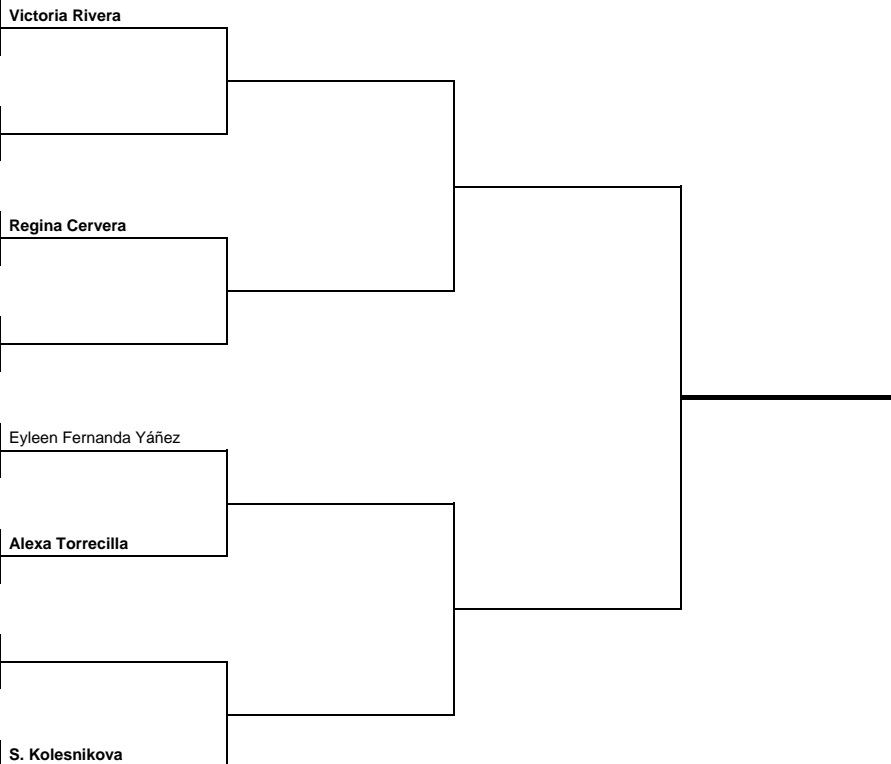 Victoria Rivera
Regina Cervera
Eyleen Fernanda Yáñez
Alexa Torrecilla
S. Kolesnikova